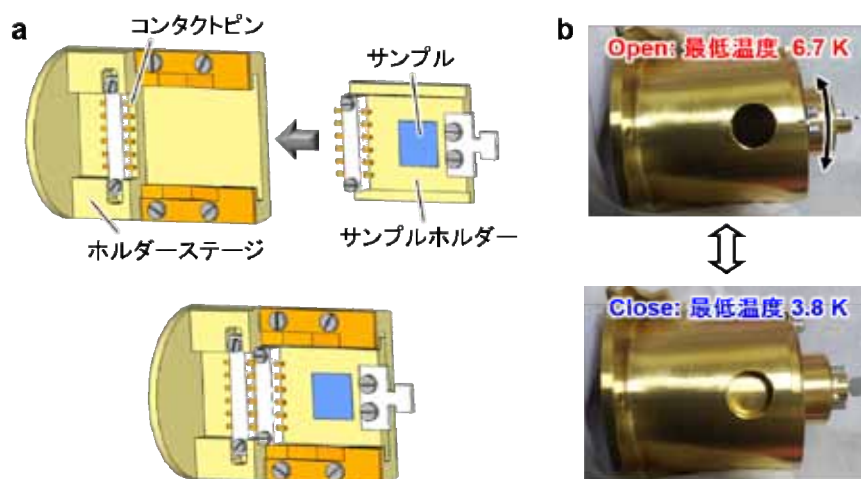 a
コンタクトピン
サンプル
ホルダーステージ
サンプルホルダー
b
Open: 最低温度 6.7 K
Close: 最低温度 3.8 K